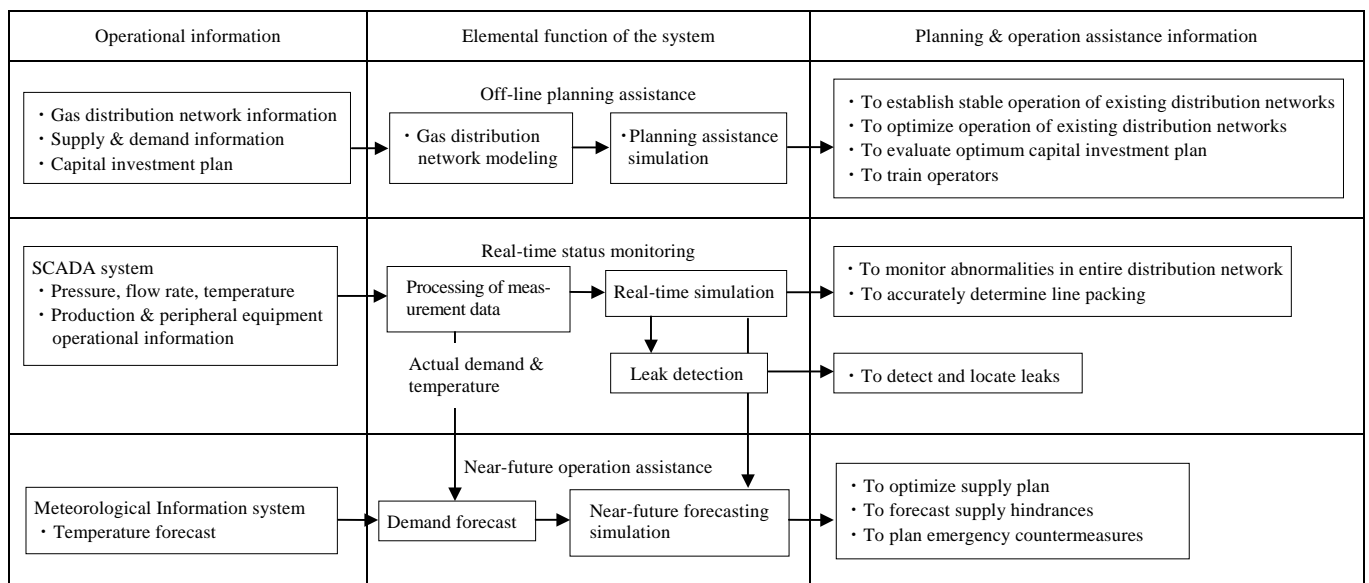 Operational information
Elemental function of the system
Planning & operation assistance information
・Gas distribution network information
・Supply & demand information
・Capital investment plan
Off-line planning assistance
・Gas distribution
network modeling
・Planning assistance
simulation
・To establish stable operation of existing distribution networks
・To optimize operation of existing distribution networks
・To evaluate optimum capital investment plan
・To train operators
SCADA system
・Pressure, flow rate, temperature
・Production & peripheral equipment
operational information
Real-time status monitoring
Processing of meas-
urement data
Real-time simulation
Actual demand &
temperature
Leak detection
・To monitor abnormalities in entire distribution network
・To accurately determine line packing
・To detect and locate leaks
Meteorological Information system
・Temperature forecast
Near-future operation assistance
Demand forecast
Near-future forecasting
simulation
・To optimize supply plan
・To forecast supply hindrances
・To plan emergency countermeasures